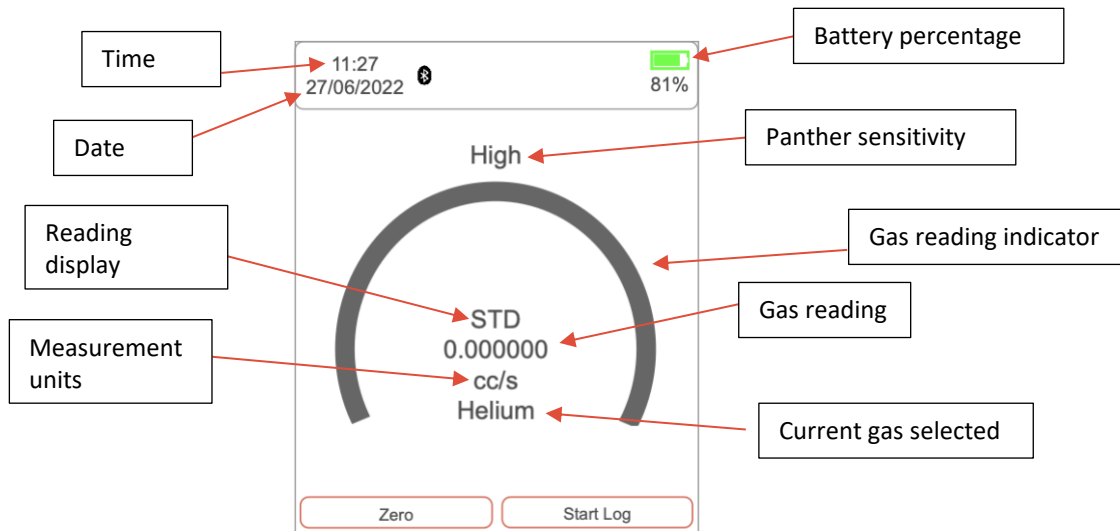 Time
11:27
27/06/2022
81%
Battery percentage
Date
High
Panther sensitivity
Reading
display
Gas reading indicator
STD
Gas reading
0.000000
Measurement
units
cc/s
Helium
Current gas selected
Zero
Start Log